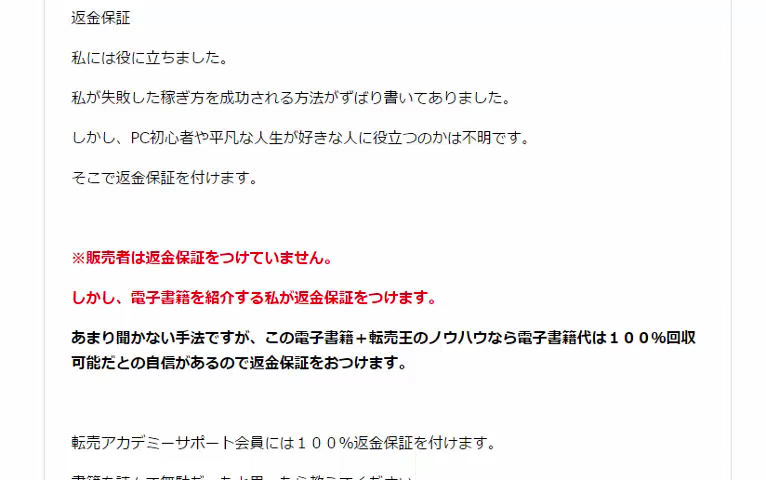 返金保証
私には役に立ちました。
私が失敗した稼ぎ方を成功される方法がずばり書いてありました。
しかし、PC初心者や平凡な人生が好きな人に役立つのかは不明です。
そこで返金保証を付けます。
※販売者は返金保証をつけていません。
しかし、電子書籍を紹介する私が返金保証をつけます。
あまり聞かない手法ですが、この電子書籍＋転売王のノウハウなら電子書籍代は１００％回収
可能だとの自信があるので返金保証をおつけます。
転売アカデミーサポート会員には１００％返金保証を付けます。